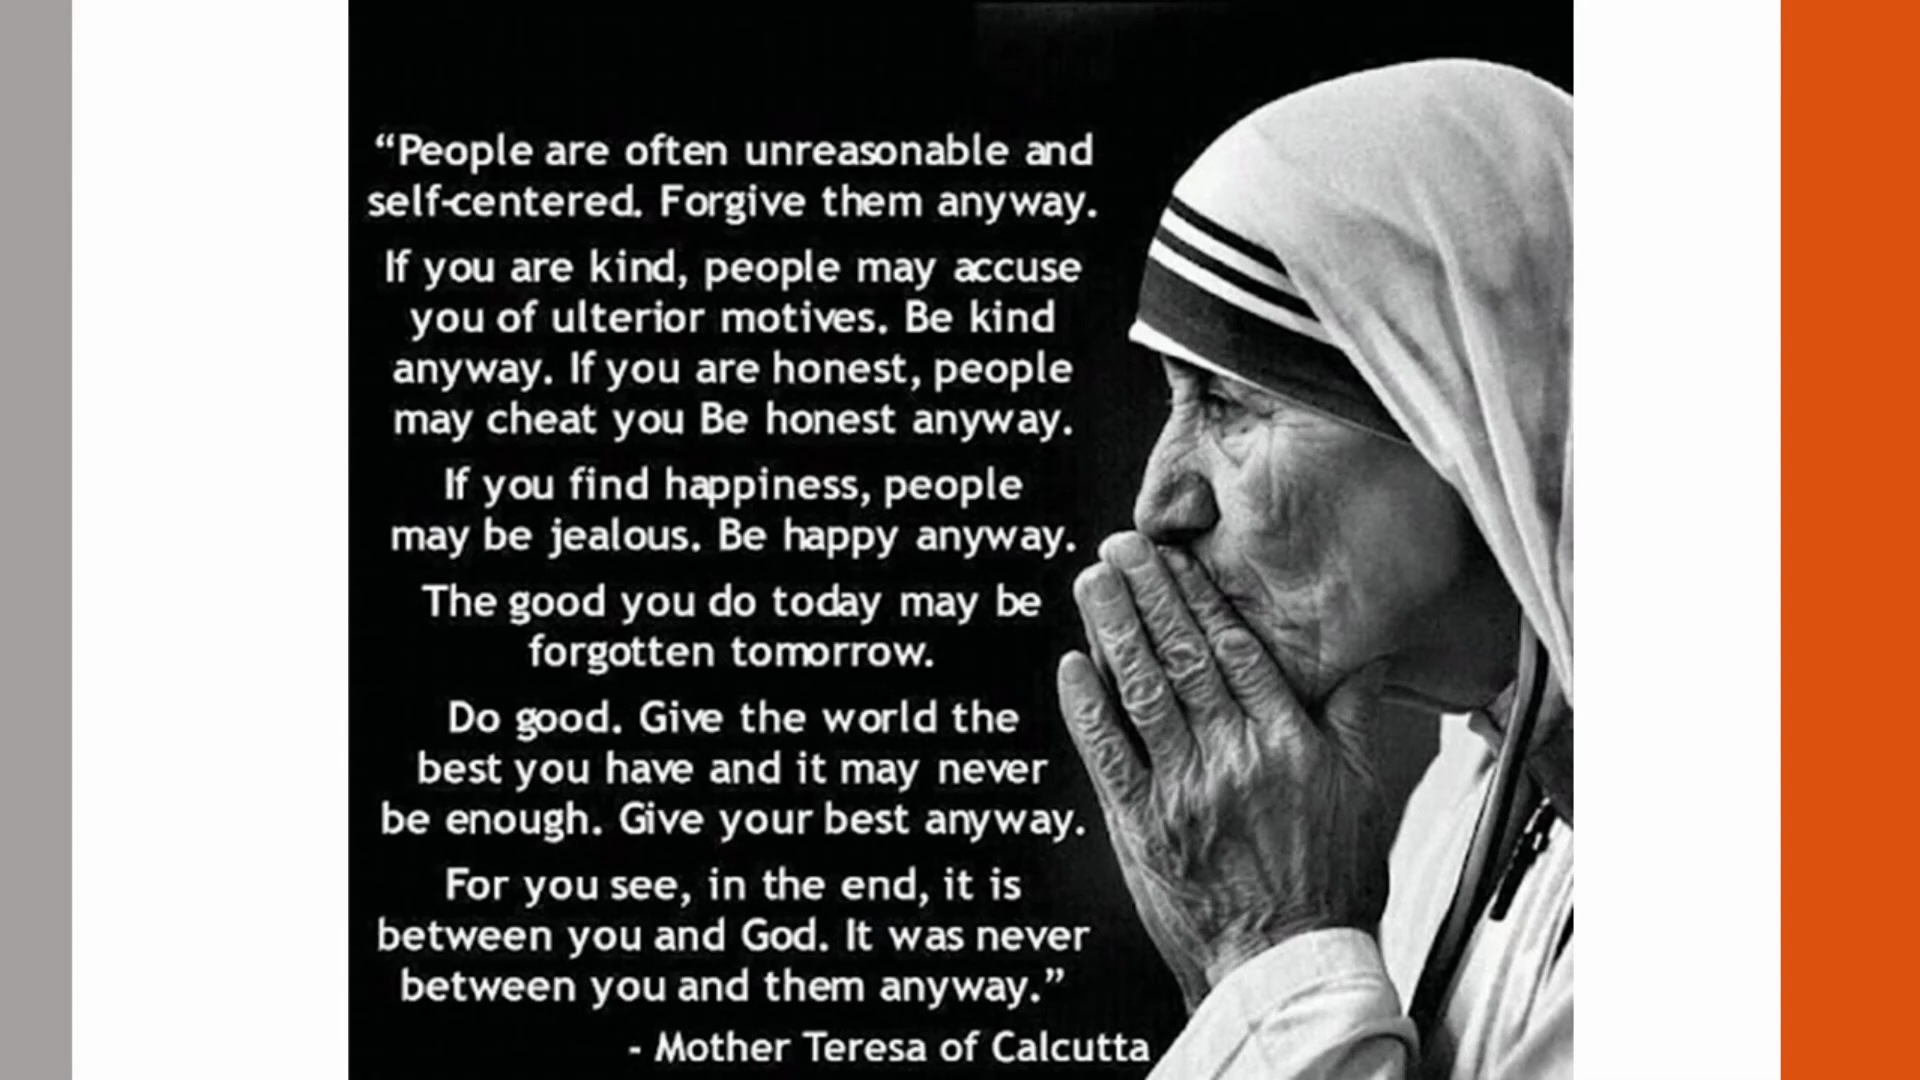 “People are often unreasonable and
self-centered. Forgive them anyway.
If you are kind, people may accuse
you of ulterior motives. Be kind
anyway. If you are honest, people
may cheat you Be honest anyway.
If you find happiness, people
may be jealous. Be happy anyway.
The good you do today may be
forgotten tomorrow.
Do good. Give the world the
best you have and it may never
be enough. Give your best anyway.
For you see, in the end, it is
between you and God. It was never
between you and them anyway.”
- Mother Teresa of Calcutta